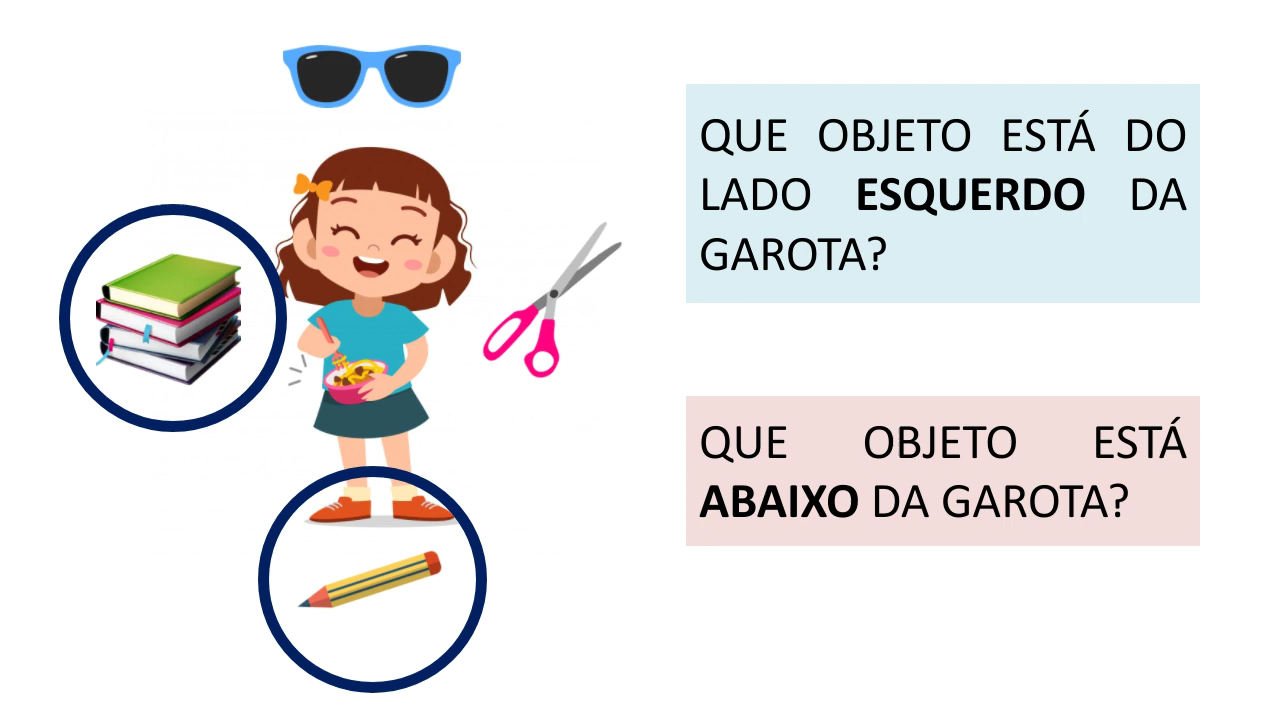 QUE OBJETO ESTÁ DO
LADO ESQUERDO DA
GAROTA?
QUE OBJETO ESTÁ
ABAIXO DA GAROTA?